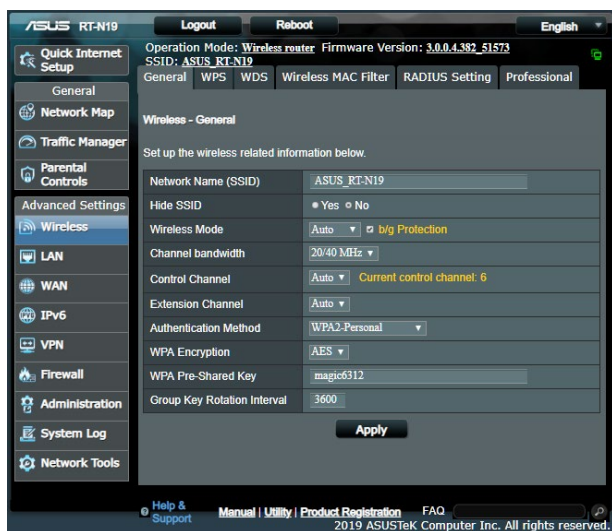 ASUS RT-N19 Logout Reboot English
Quick Internet Setup
Operation Mode: Wireless router Firmware Version: 3.0.0.4.382_51573
SSID: ASUS_RT-N19
General WPS WDS Wireless MAC Filter RADIUS Setting Professional
General
Network Map
Traffic Manager
Parental Controls
Advanced Settings
Wireless
LAN
WAN
IPv6
VPN
Firewall
Administration
System Log
Network Tools
Wireless - General
Set up the wireless related information below.
Network Name (SSID) ASUS_RT-N19
Hide SSID Yes No
Wireless Mode Auto b/g Protection
Channel bandwidth 20/40 MHz
Control Channel Auto Current control channel: 6
Extension Channel Auto
Authentication Method WPA2-Personal
WPA Encryption AES
WPA Pre-Shared Key magic6312
Group Key Rotation Interval 3600
Apply
Help & Support Manual | Utility | Product Registration FAQ
2019 ASUSTeK Computer Inc. All rights reserved.